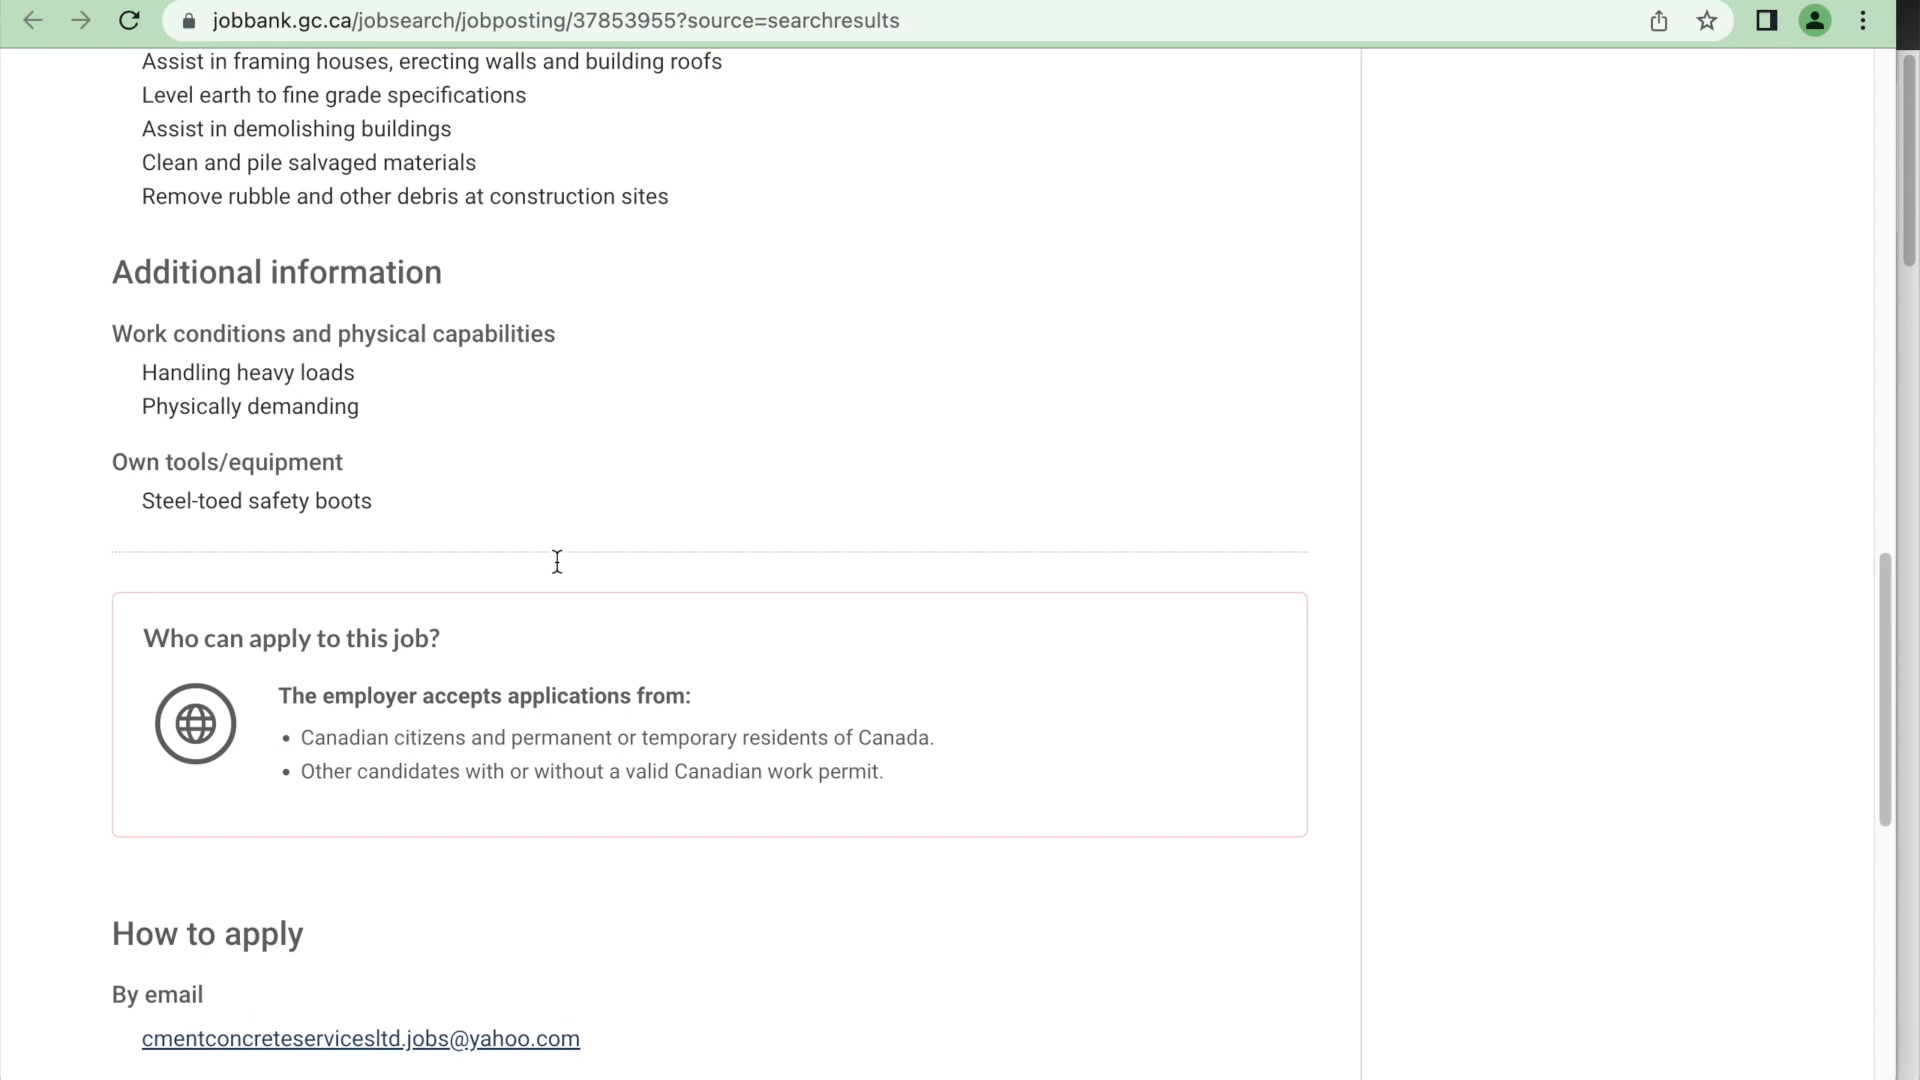 jobbank.gc.ca/jobsearch/jobposting/37853955?source=searchresults
Assist in framing houses, erecting walls and building roofs
Level earth to fine grade specifications
Assist in demolishing buildings
Clean and pile salvaged materials
Remove rubble and other debris at construction sites
Additional information
Work conditions and physical capabilities
Handling heavy loads
Physically demanding
Own tools/equipment
Steel-toed safety boots
Who can apply to this job?
The employer accepts applications from:
• Canadian citizens and permanent or temporary residents of Canada.
• Other candidates with or without a valid Canadian work permit.
How to apply
By email
cmentconcreteservicesltd.jobs@yahoo.com